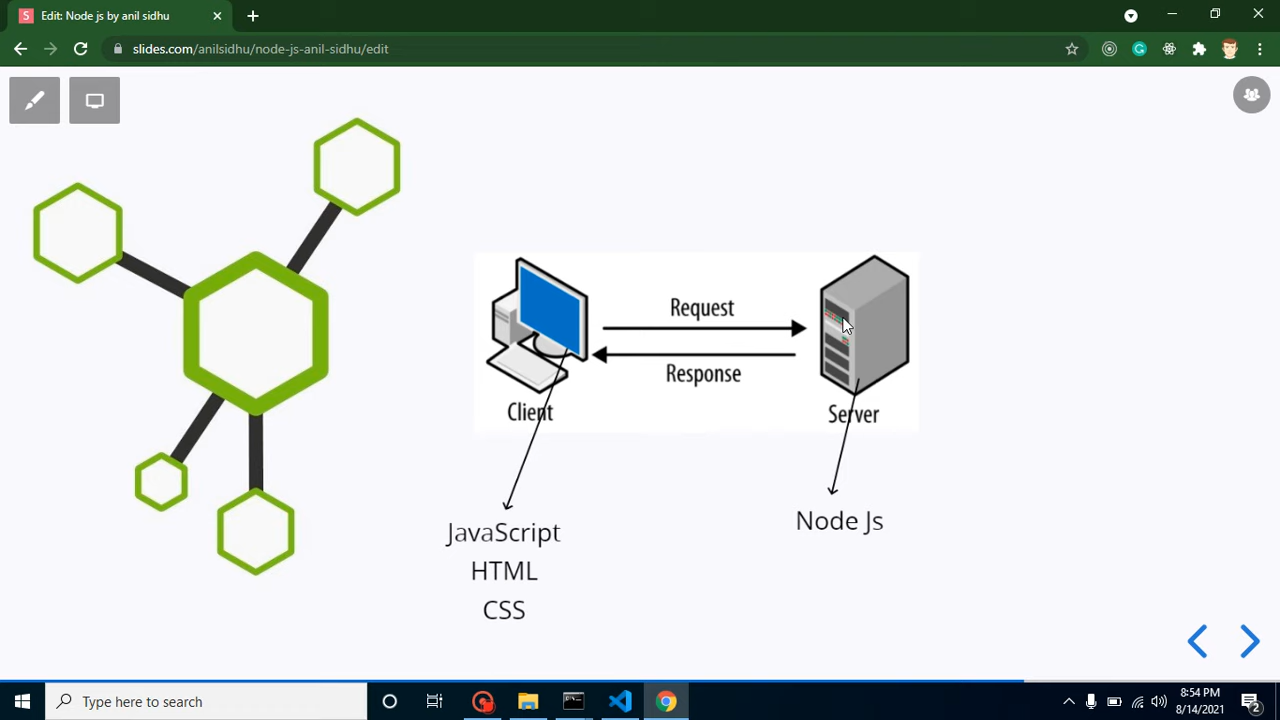 Edit: Node js by anil sidhu
slides.com/anilsidhu/node-js-anil-sidhu/edit
Request
Response
Client
Server
JavaScript
HTML
CSS
Node Js
Type here to search
8:54 PM
8/14/2021
2